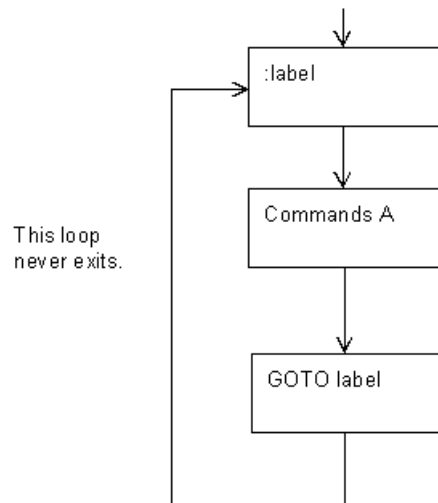 :label
Commands A
This loop
never exits.
GOTO label